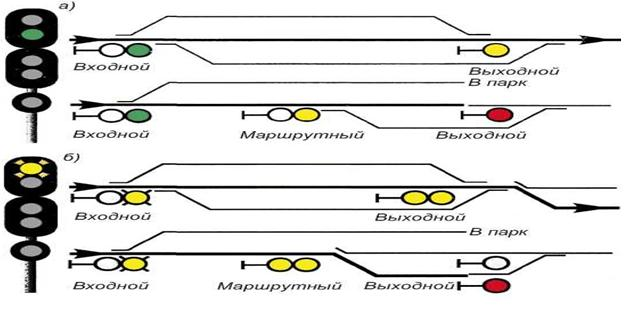 а)
Входной
Выходной
В парк
Входной
Маршрутный
Выходной
б)
Входной
Выходной
В парк
Входной
Маршрутный
Выходной